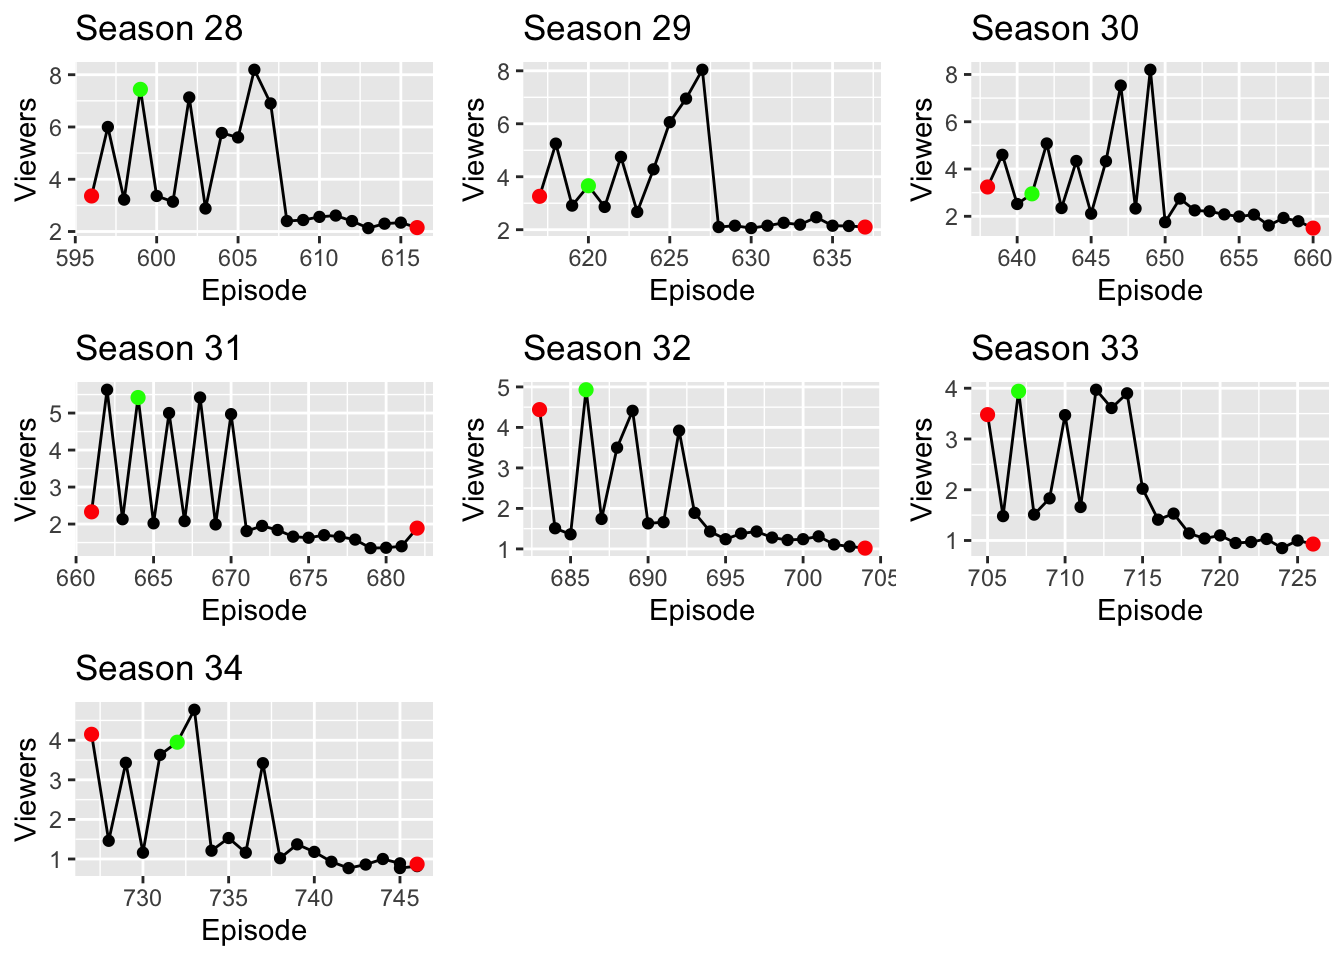 Season 28
Viewers
8
6
4
2
595 600 605 610 615
Episode
Season 29
Viewers
8
6
4
2
620 625 630 635
Episode
Season 30
Viewers
8
6
4
2
640 645 650 655 660
Episode
Season 31
Viewers
5
4
3
2
660 665 670 675 680
Episode
Season 32
Viewers
5
4
3
2
1
685 690 695 700 705
Episode
Season 33
Viewers
4
3
2
1
705 710 715 720 725
Episode
Season 34
Viewers
4
3
2
1
730 735 740 745
Episode